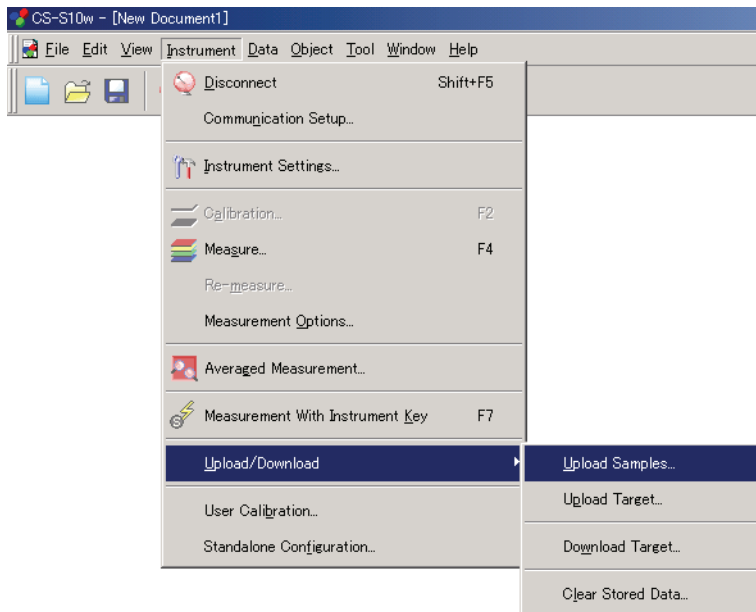 CS-S10w - [New Document1]
File Edit View Instrument Data Object Tool Window Help
Disconnect Shift+F5
Communication Setup...
Instrument Settings...
Calibration... F2
Measure... F4
Re-measure...
Measurement Options...
Averaged Measurement...
Measurement With Instrument Key F7
Upload/Download
Upload Samples...
Upload Target...
Download Target...
Clear Stored Data...
User Calibration...
Standalone Configuration...